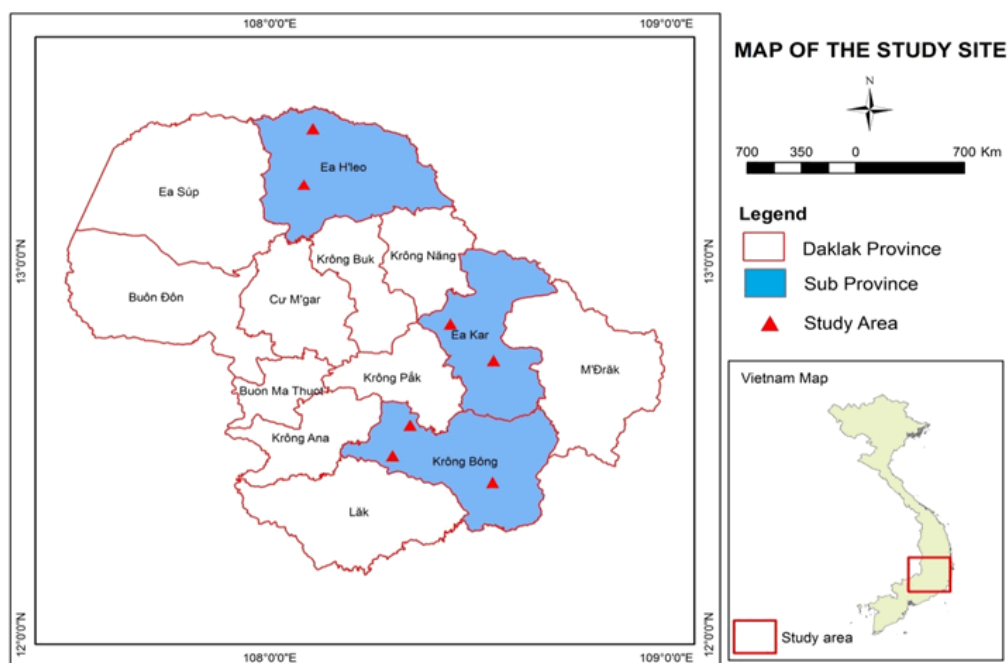 108°0'0"E
109°0'0"E
MAP OF THE STUDY SITE
N
700 350 0 700 Km
Legend
Daklak Province
Sub Province
Study Area
Ea H'leo
Ea Súp
13°0'0"N
13°0'0"N
Krông Buk
Krông Năng
Buôn Đôn
Cư M'gar
Ea Kar
M'Đrăk
Krông Păk
Buôn Ma Thuột
Krông Ana
Krông Bông
Lăk
Vietnam Map
Study area
12°0'0"N
12°0'0"N
108°0'0"E
109°0'0"E